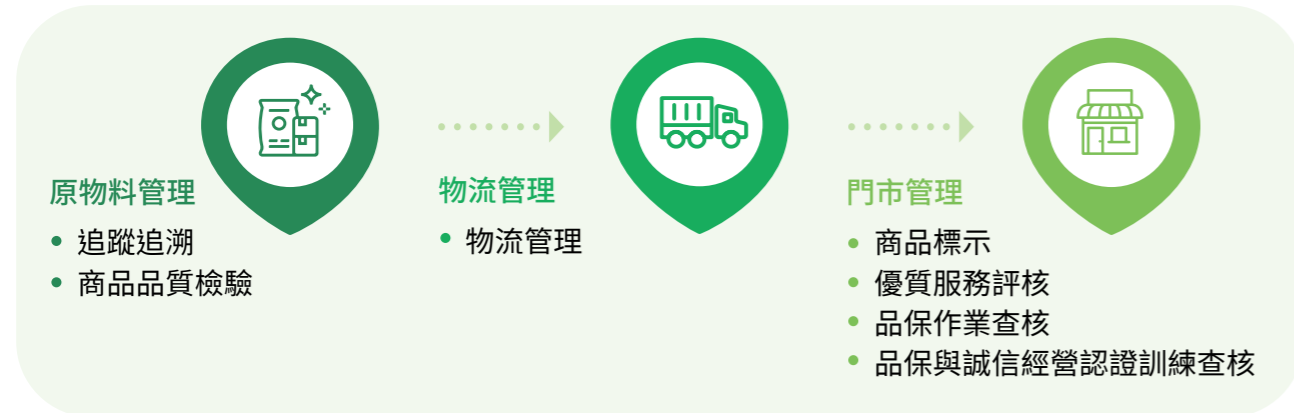 原物料管理
追蹤追溯
商品品質檢驗
物流管理
物流管理
門市管理
商品標示
優質服務評核
品保作業查核
品保與誠信經營認證訓練查核